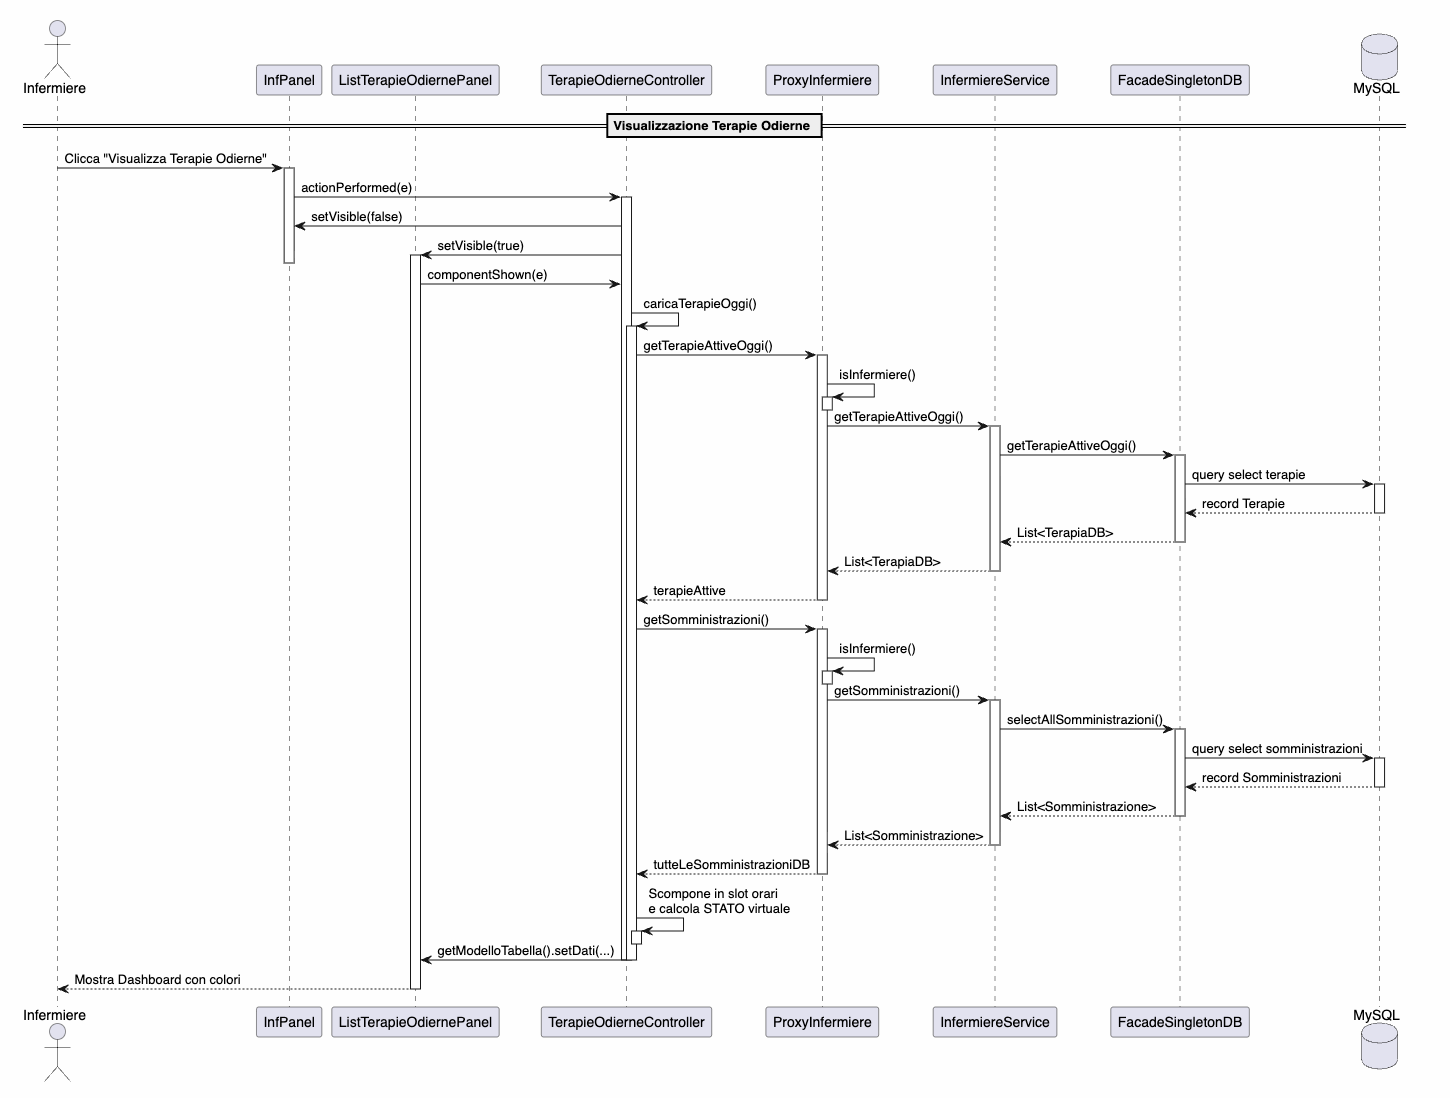 Infermiere
InfPanel
ListTerapieOdiernePanel
TerapieOdierneController
ProxyInfermiere
InfermiereService
FacadeSingletonDB
MySQL
Visualizzazione Terapie Odierne
Clicca "Visualizza Terapie Odierne"
actionPerformed(e)
setVisible(false)
setVisible(true)
componentShown(e)
caricaTerapieOggi()
getTerapieAttiveOggi()
isInfermiere()
getTerapieAttiveOggi()
getTerapieAttiveOggi()
query select terapie
record Terapie
List<TerapiaDB>
List<TerapiaDB>
terapieAttive
getSomministrazioni()
isInfermiere()
getSomministrazioni()
selectAllSomministrazioni()
query select somministrazioni
record Somministrazioni
List<Somministrazione>
List<Somministrazione>
tutteLeSomministrazioniDB
Scompone in slot orari
e calcola STATO virtuale
getModelloTabella().setDati(...)
Mostra Dashboard con colori
Infermiere
InfPanel
ListTerapieOdiernePanel
TerapieOdierneController
ProxyInfermiere
InfermiereService
FacadeSingletonDB
MySQL